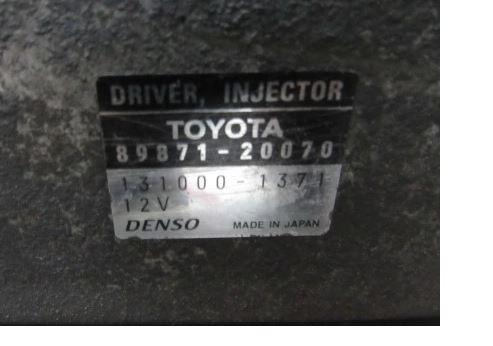 DRIVER, INJECTOR
TOYOTA
89871-20070
131000-1371
12V
DENSO MADE IN JAPAN